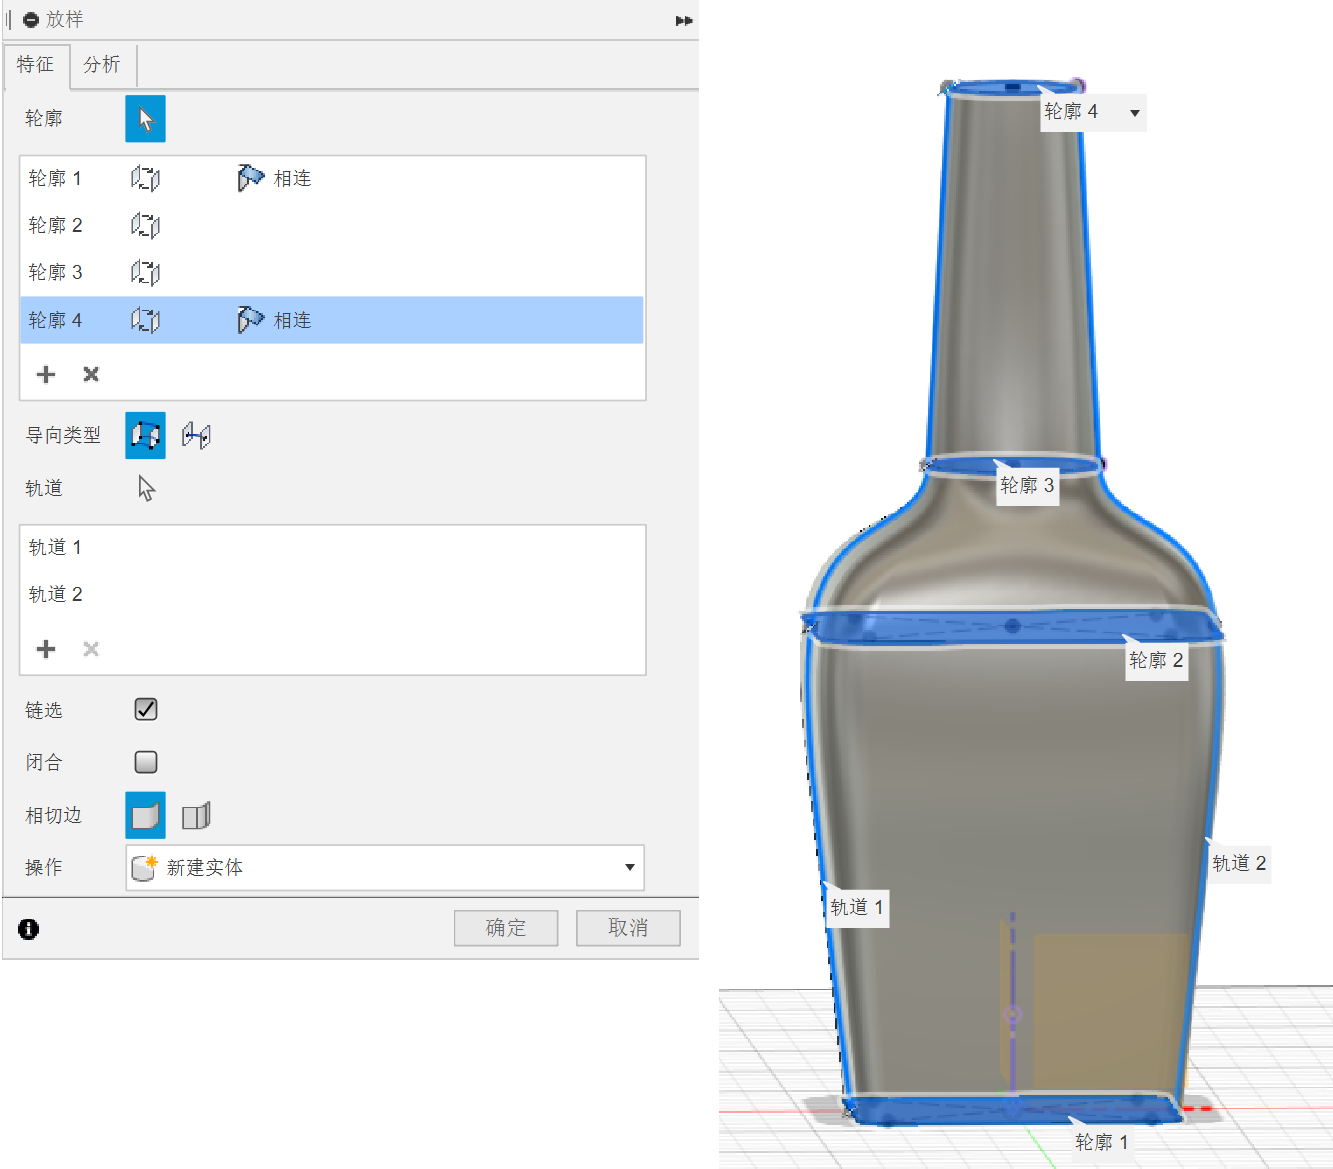 放样
特征 分析
轮廓
轮廓 1 相连
轮廓 2
轮廓 3
轮廓 4 相连
导向类型
轨道
轨道 1
轨道 2
链选
闭合
相切边
操作 新建实体
确定 取消
轮廓 4
轮廓 3
轮廓 2
轨道 2
轨道 1
轮廓 1